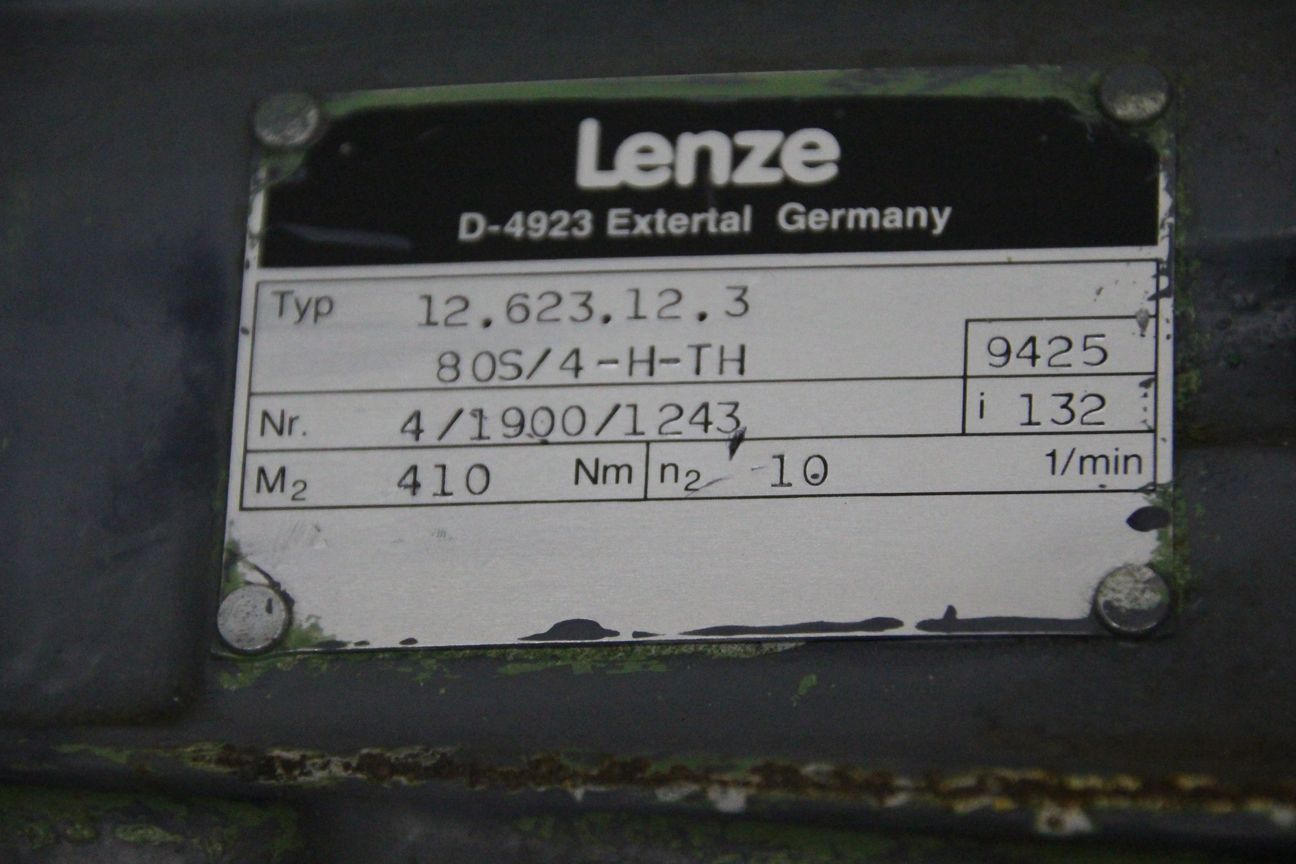 Lenze
D-4923 Extertal Germany
Typ 12.623.12.3
80S/4-H-TH 9425
Nr. 4/1900/1243 i 132
M2 410 Nm n2 10 1/min